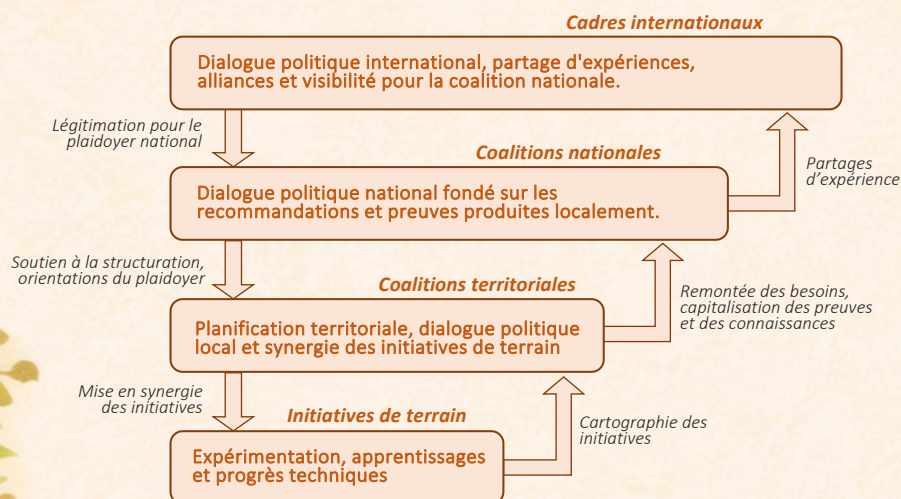 Cadres internationaux
Dialogue politique international, partage d'expériences,
alliances et visibilité pour la coalition nationale.
Légitimation pour le
plaidoyer national
Coalitions nationales
Partages
d’expérience
Dialogue politique national fondé sur les
recommandations et preuves produites localement.
Soutien à la structuration,
orientations du plaidoyer
Coalitions territoriales
Remontée des besoins,
capitalisation des preuves
et des connaissances
Planification territoriale, dialogue politique
local et synergie des initiatives de terrain
Mise en synergie
des initiatives
Initiatives de terrain
Cartographie des
initiatives
Expérimentation, apprentissages
et progrès techniques